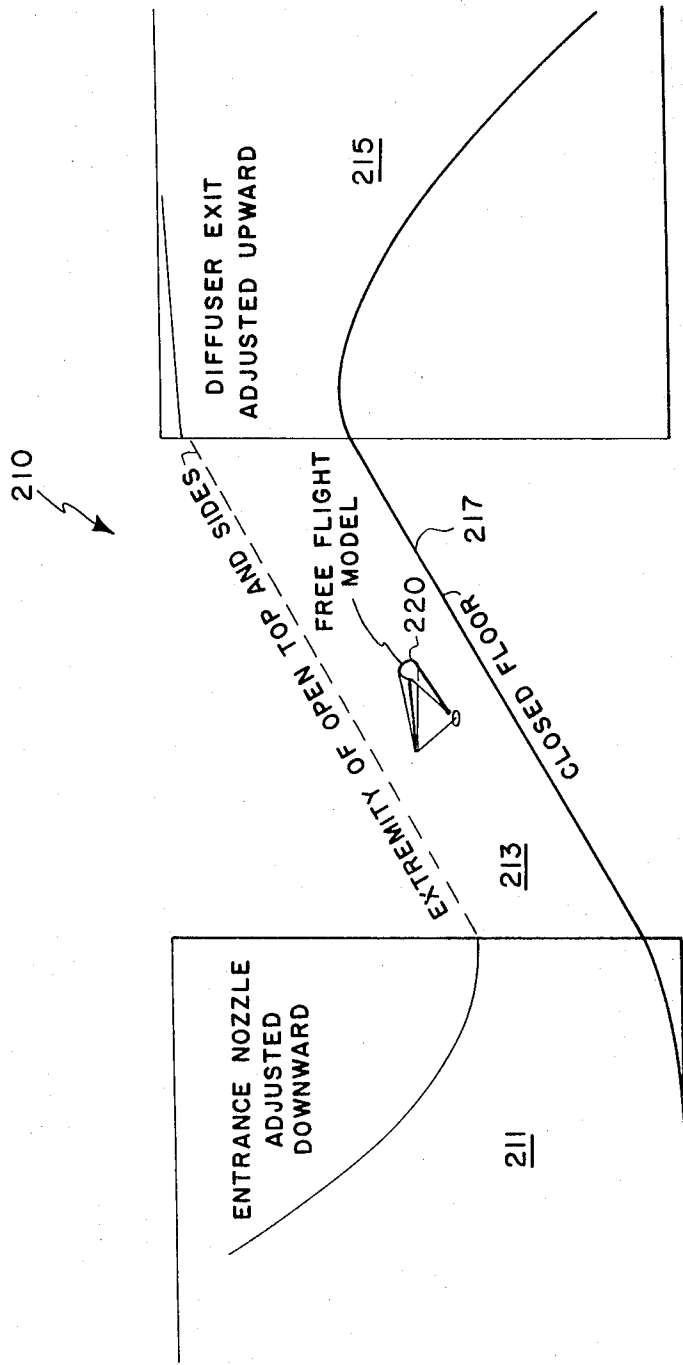 210
ENTRANCE NOZZLE
ADJUSTED
DOWNWARD
211
EXTREMITY OF OPEN TOP AND SIDES
213
FREE FLIGHT
MODEL
220
217
CLOSED FLOOR
DIFFUSER EXIT
ADJUSTED UPWARD
215